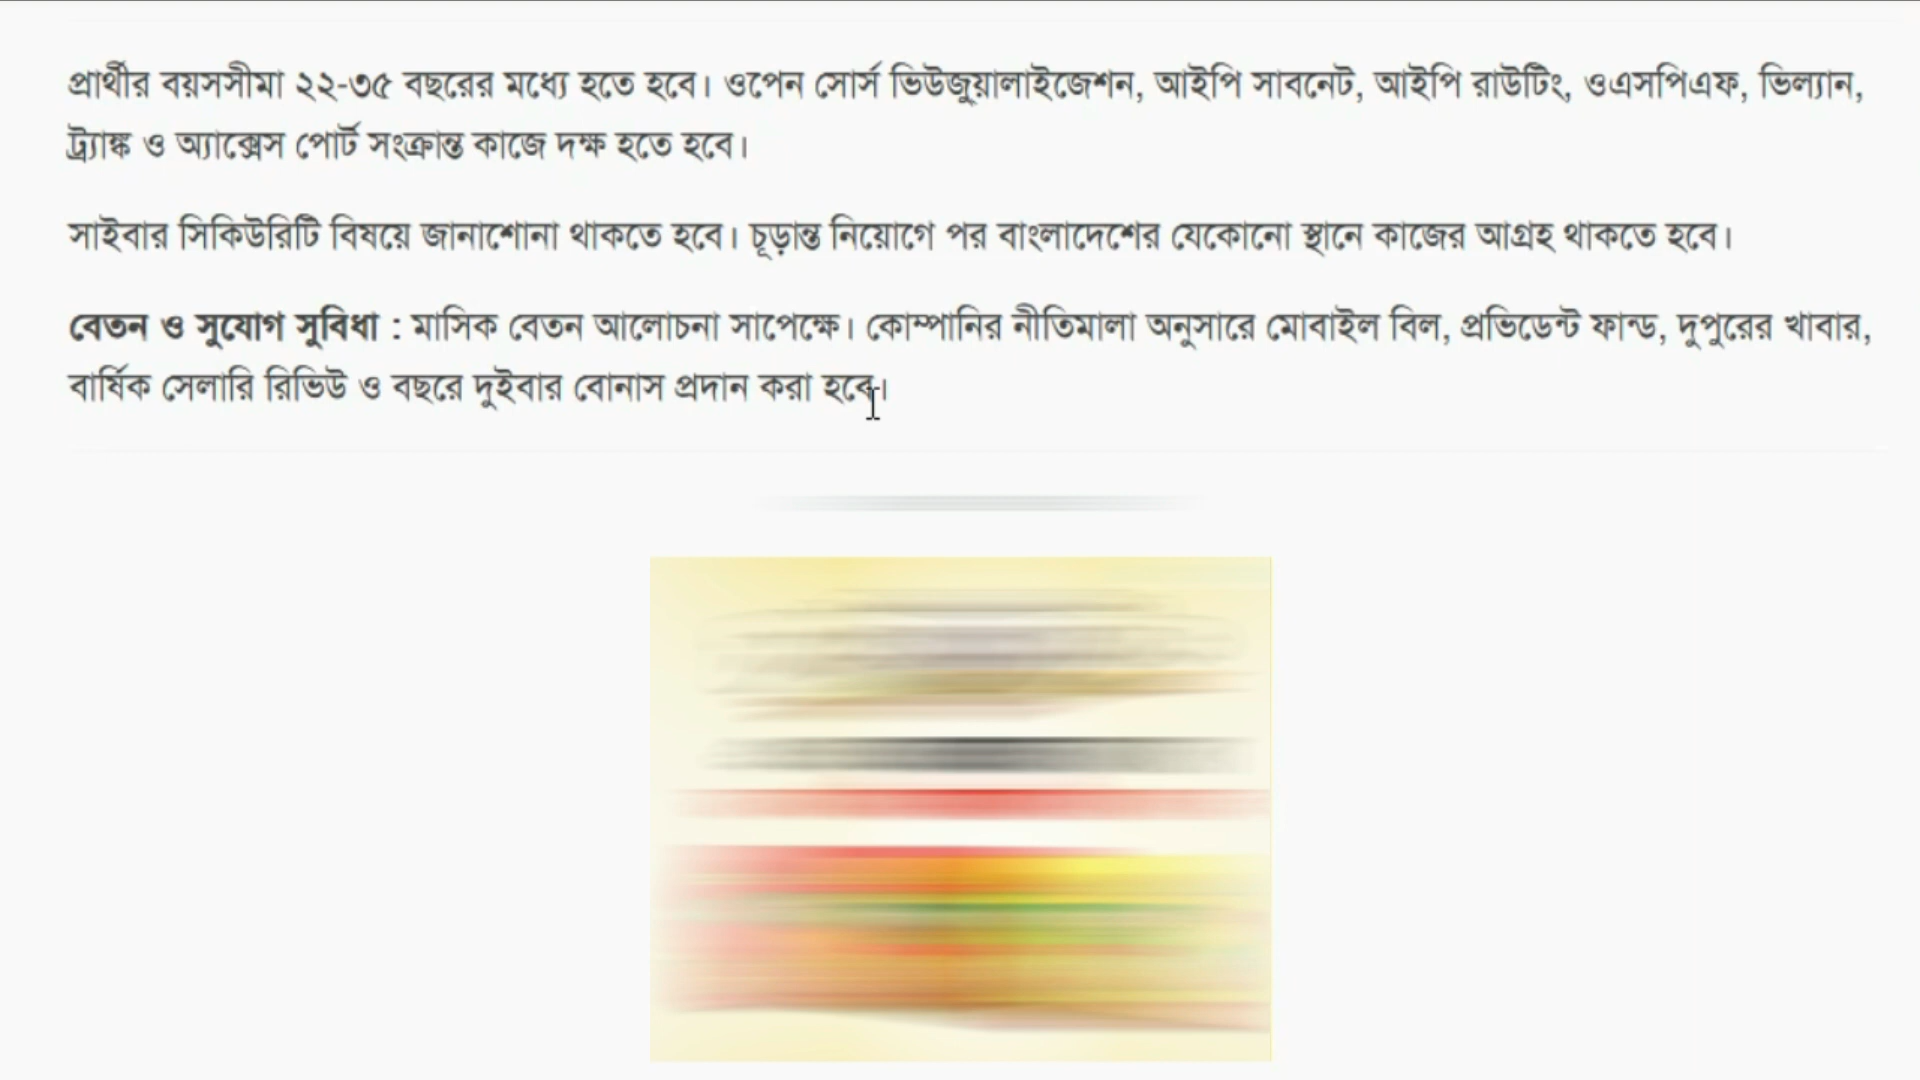 প্রার্থীর বয়সসীমা ২২-৩৫ বছরের মধ্যে হতে হবে। ওপেন সোর্স ভিউজুয়ালাইজেশন, আইপি সাবনেট, আইপি রাউটিং, ওএসপিএফ, ভিল্যান,
ট্র্যাঙ্ক ও অ্যাক্সেস পোর্ট সংক্রান্ত কাজে দক্ষ হতে হবে।
সাইবার সিকিউরিটি বিষয়ে জানাশোনা থাকতে হবে। চূড়ান্ত নিয়োগে পর বাংলাদেশের যেকোনো স্থানে কাজের আগ্রহ থাকতে হবে।
বেতন ও সুযোগ সুবিধা : মাসিক বেতন আলোচনা সাপেক্ষে। কোম্পানির নীতিমালা অনুসারে মোবাইল বিল, প্রভিডেন্ট ফান্ড, দুপুরের খাবার,
বার্ষিক সেলারি রিভিউ ও বছরে দুইবার বোনাস প্রদান করা হবে।